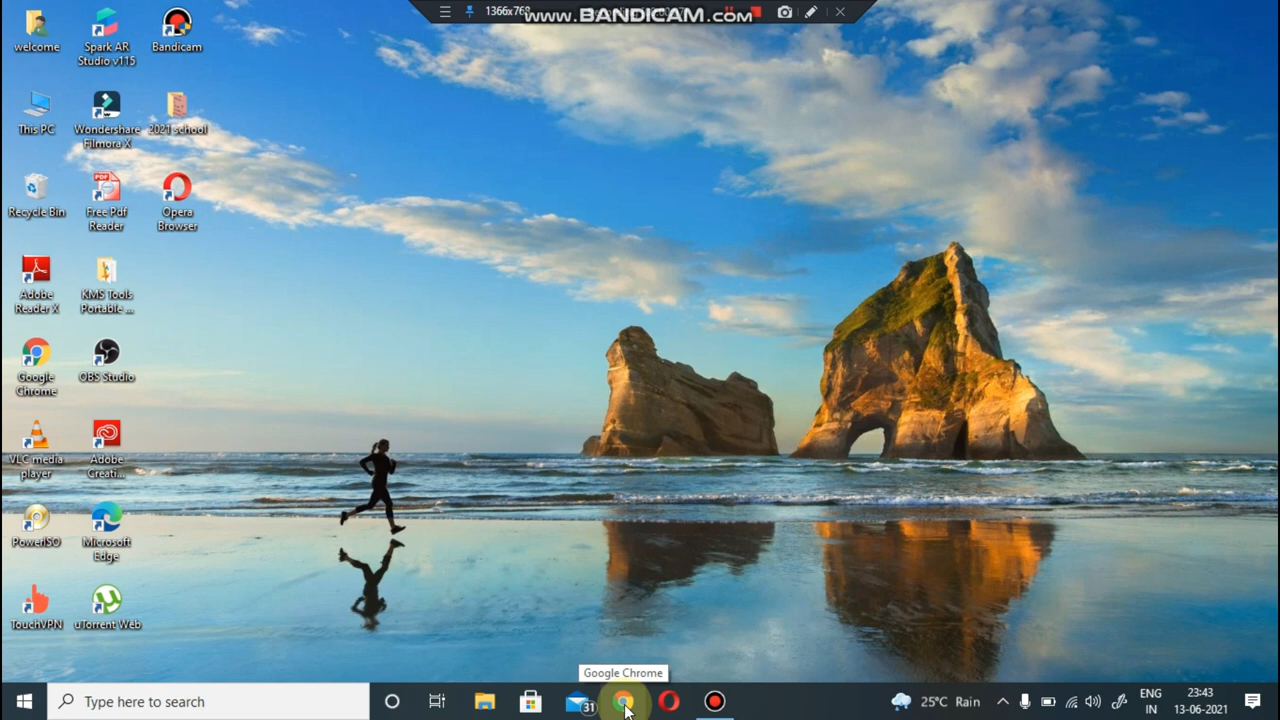 1366x768
www.BANDICAM.com
welcome
Spark AR
Studio v115
Bandicam
This PC
Wondershare
Filmora X
2021 school
Recycle Bin
Free Pdf
Reader
Opera
Browser
Adobe
Reader X
KMS Tools
Portable ...
Google
Chrome
OBS Studio
VLC media
player
Adobe
Creati...
PowerISO
Microsoft
Edge
TouchVPN
uTorrent Web
Google Chrome
Type here to search
31
25°C Rain
ENG
IN
23:43
13-06-2021